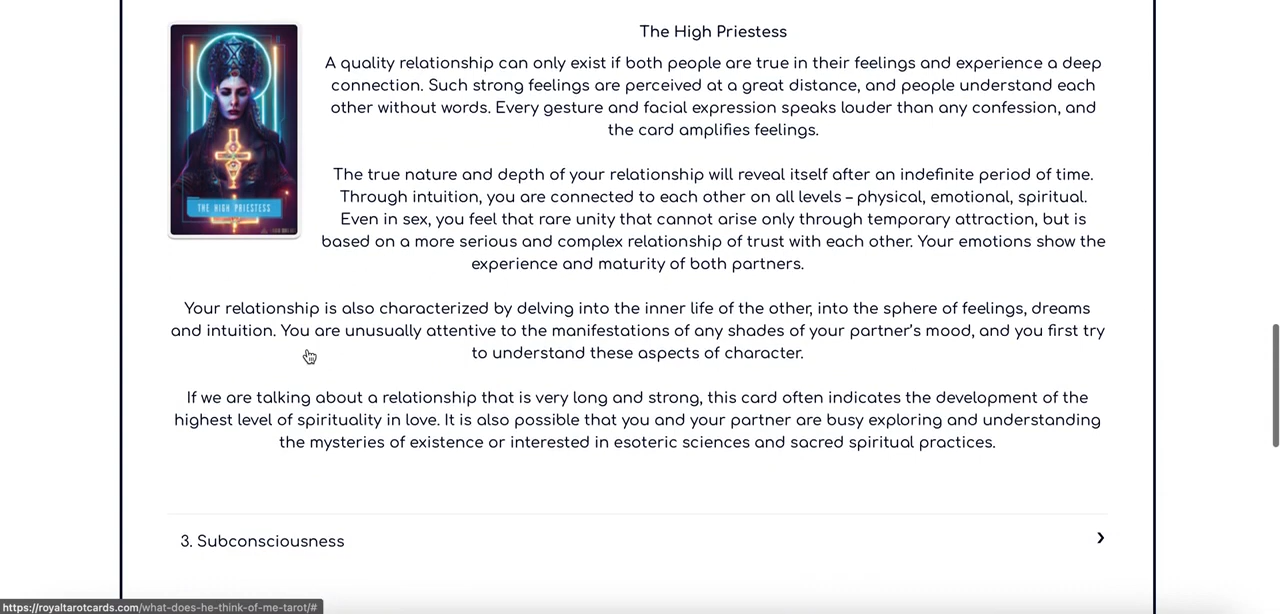 The High Priestess
A quality relationship can only exist if both people are true in their feelings and experience a deep
connection. Such strong feelings are perceived at a great distance, and people understand each
other without words. Every gesture and facial expression speaks louder than any confession, and
the card amplifies feelings.
THE HIGH PRIESTESS
The true nature and depth of your relationship will reveal itself after an indefinite period of time.
Through intuition, you are connected to each other on all levels – physical, emotional, spiritual.
Even in sex, you feel that rare unity that cannot arise only through temporary attraction, but is
based on a more serious and complex relationship of trust with each other. Your emotions show the
experience and maturity of both partners.
Your relationship is also characterized by delving into the inner life of the other, into the sphere of feelings, dreams
and intuition. You are unusually attentive to the manifestations of any shades of your partner's mood, and you first try
to understand these aspects of character.
If we are talking about a relationship that is very long and strong, this card often indicates the development of the
highest level of spirituality in love. It is also possible that you and your partner are busy exploring and understanding
the mysteries of existence or interested in esoteric sciences and sacred spiritual practices.
3. Subconsciousness
https://royaltarotcards.com/what-does-he-think-of-me-tarot/#